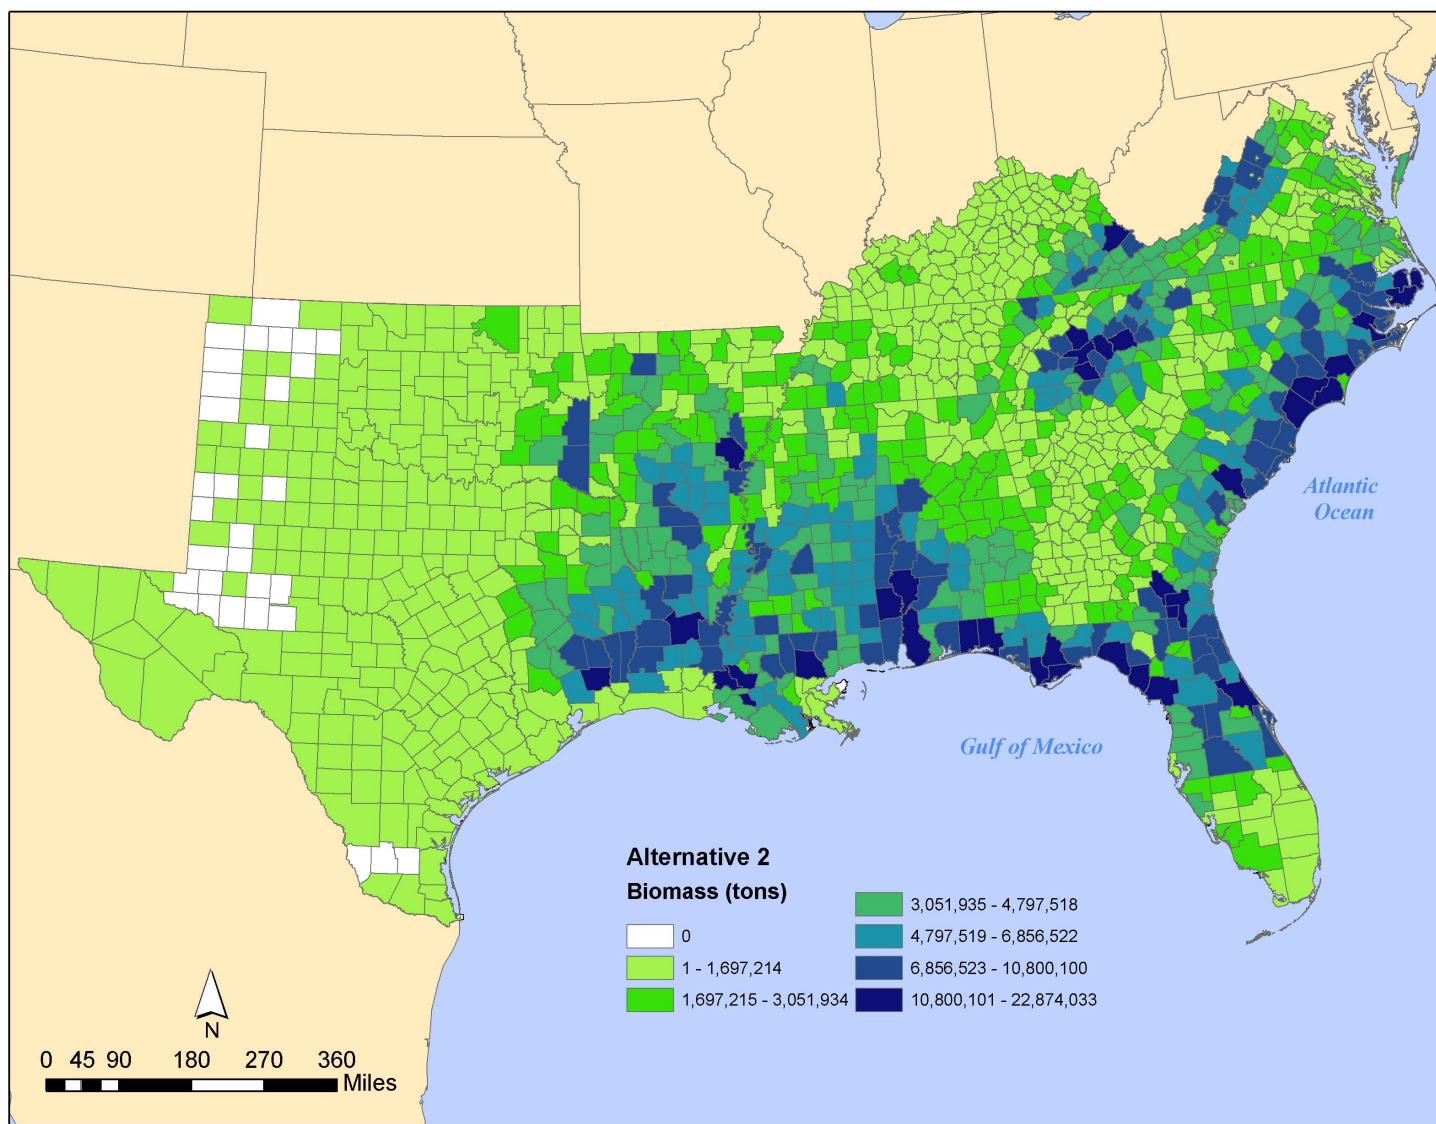 Atlantic
Ocean
Gulf of Mexico
Alternative 2
Biomass (tons)
0
1 - 1,697,214
1,697,215 - 3,051,934
3,051,935 - 4,797,518
4,797,519 - 6,856,522
6,856,523 - 10,800,100
10,800,101 - 22,874,033
N
0 45 90 180 270 360
Miles